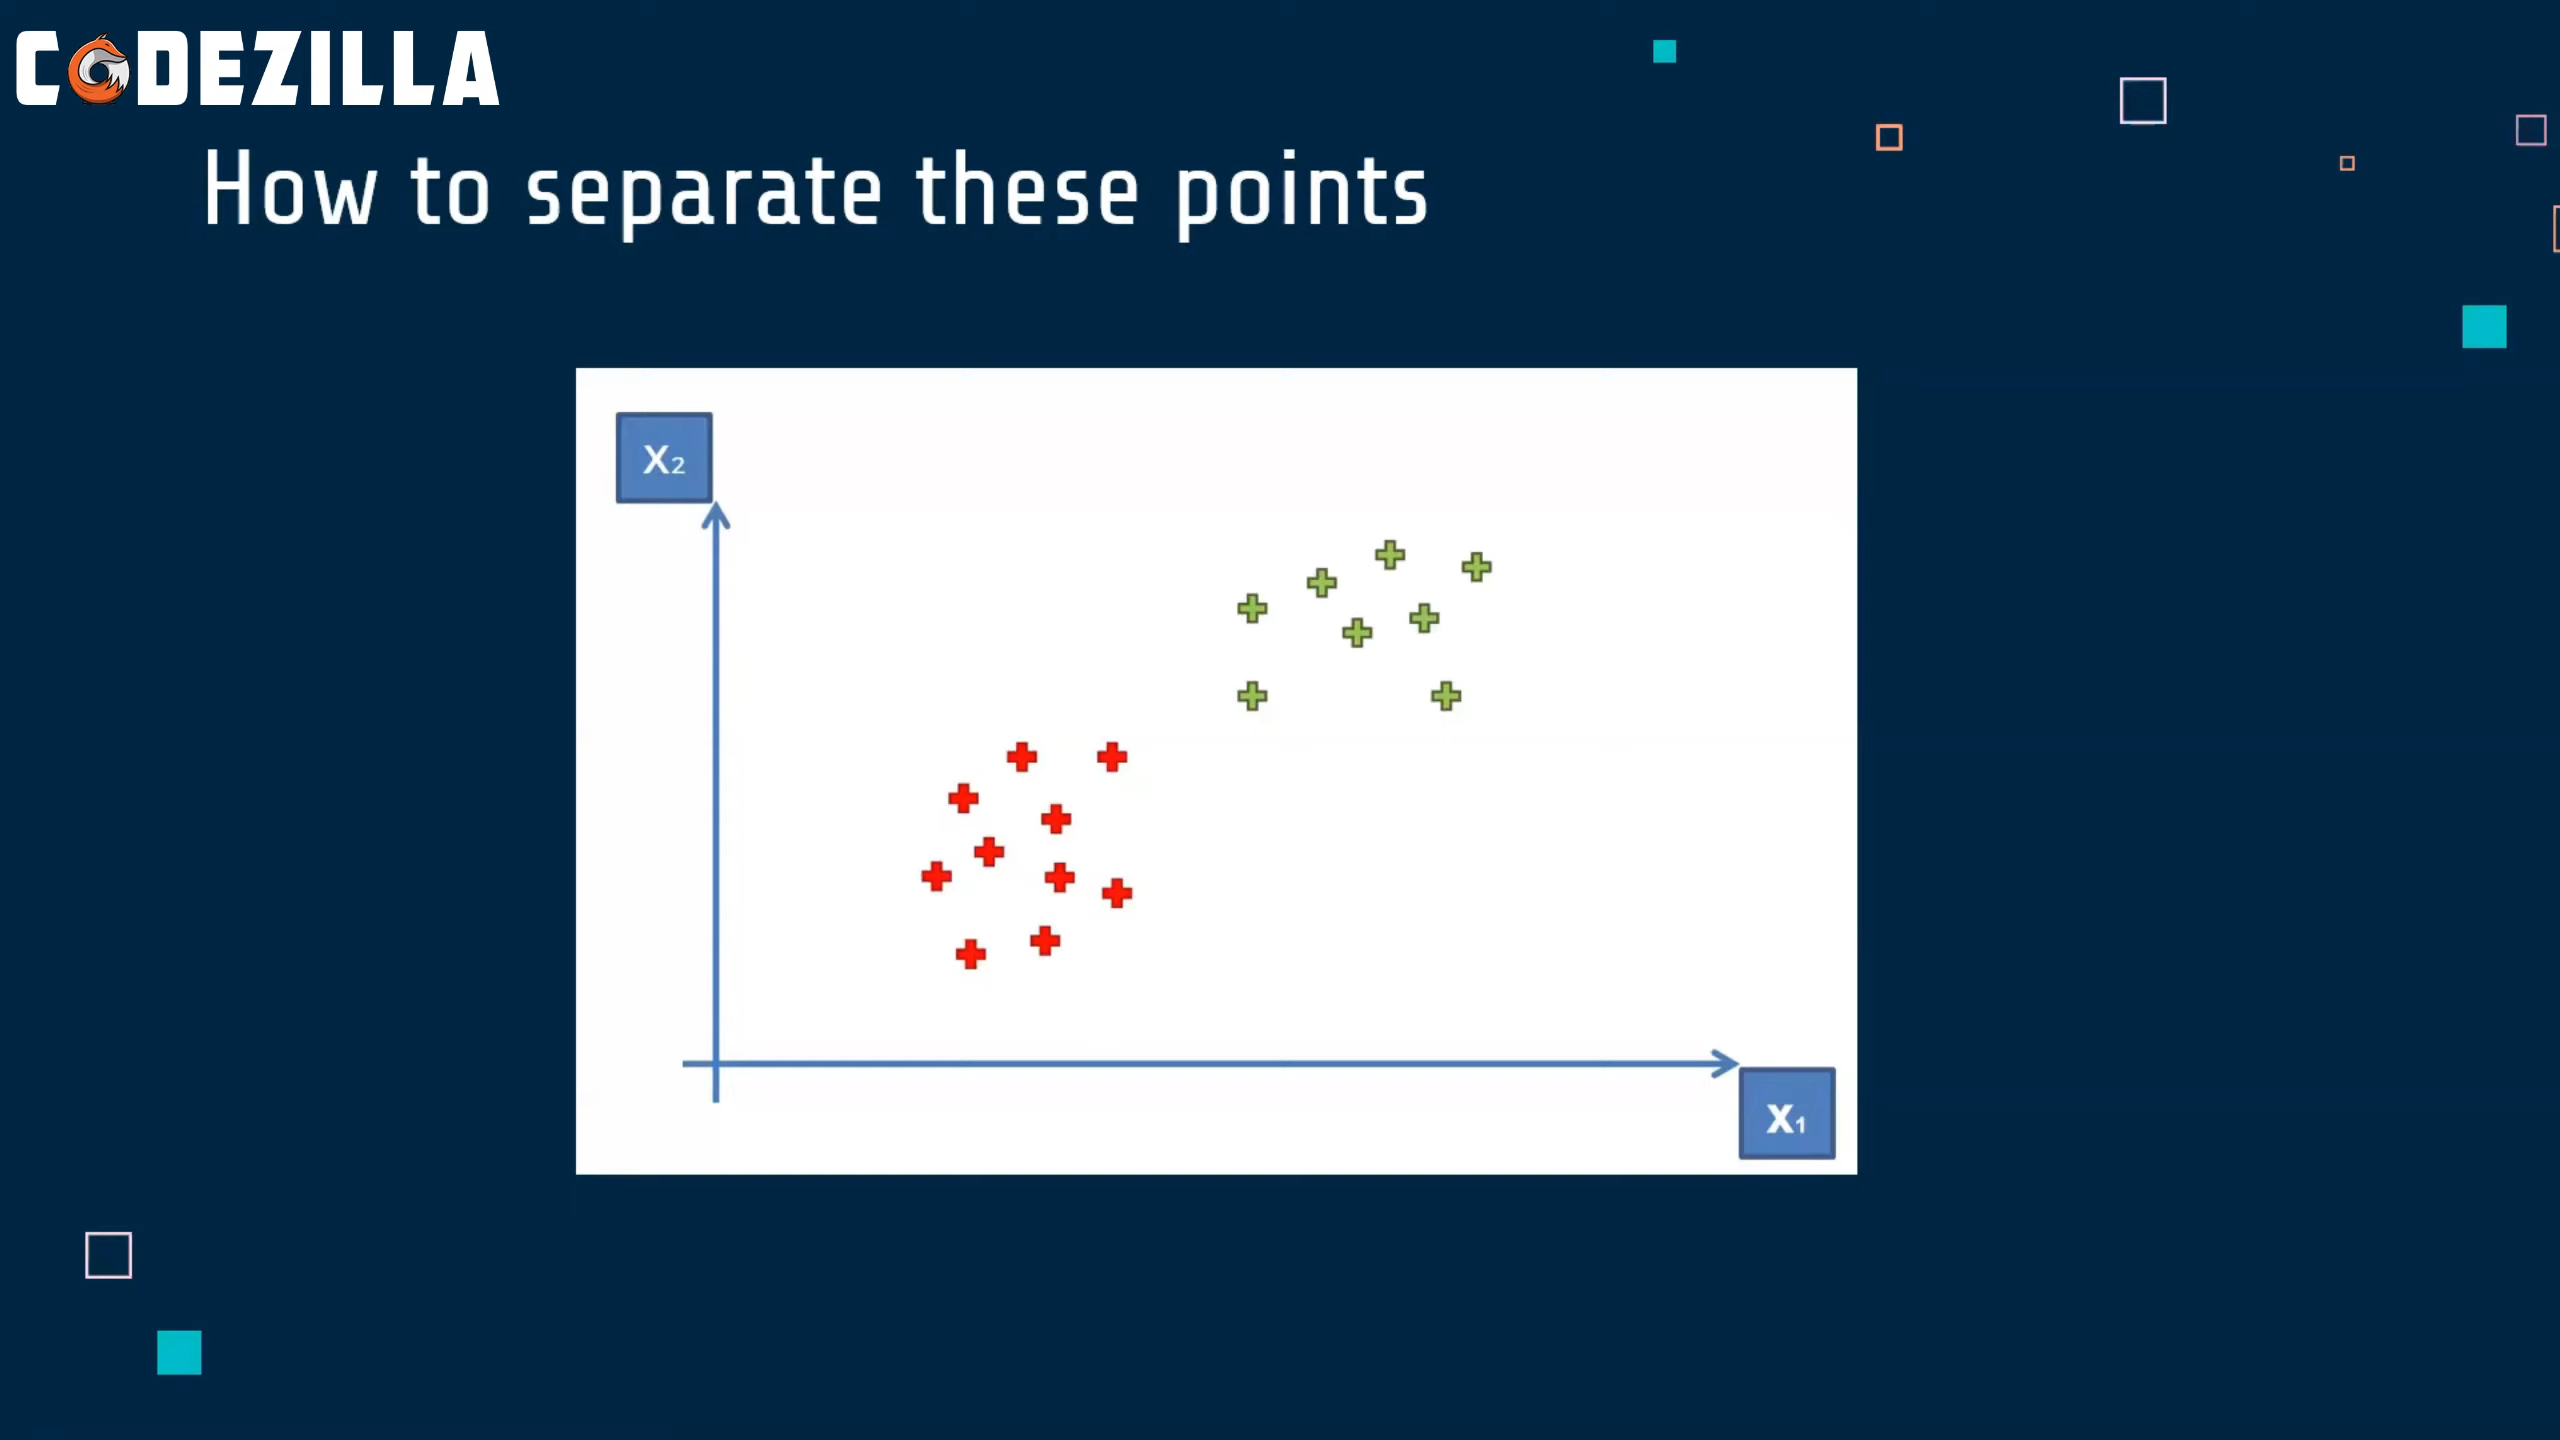 CODEZILLA
How to separate these points
X₂
X₁